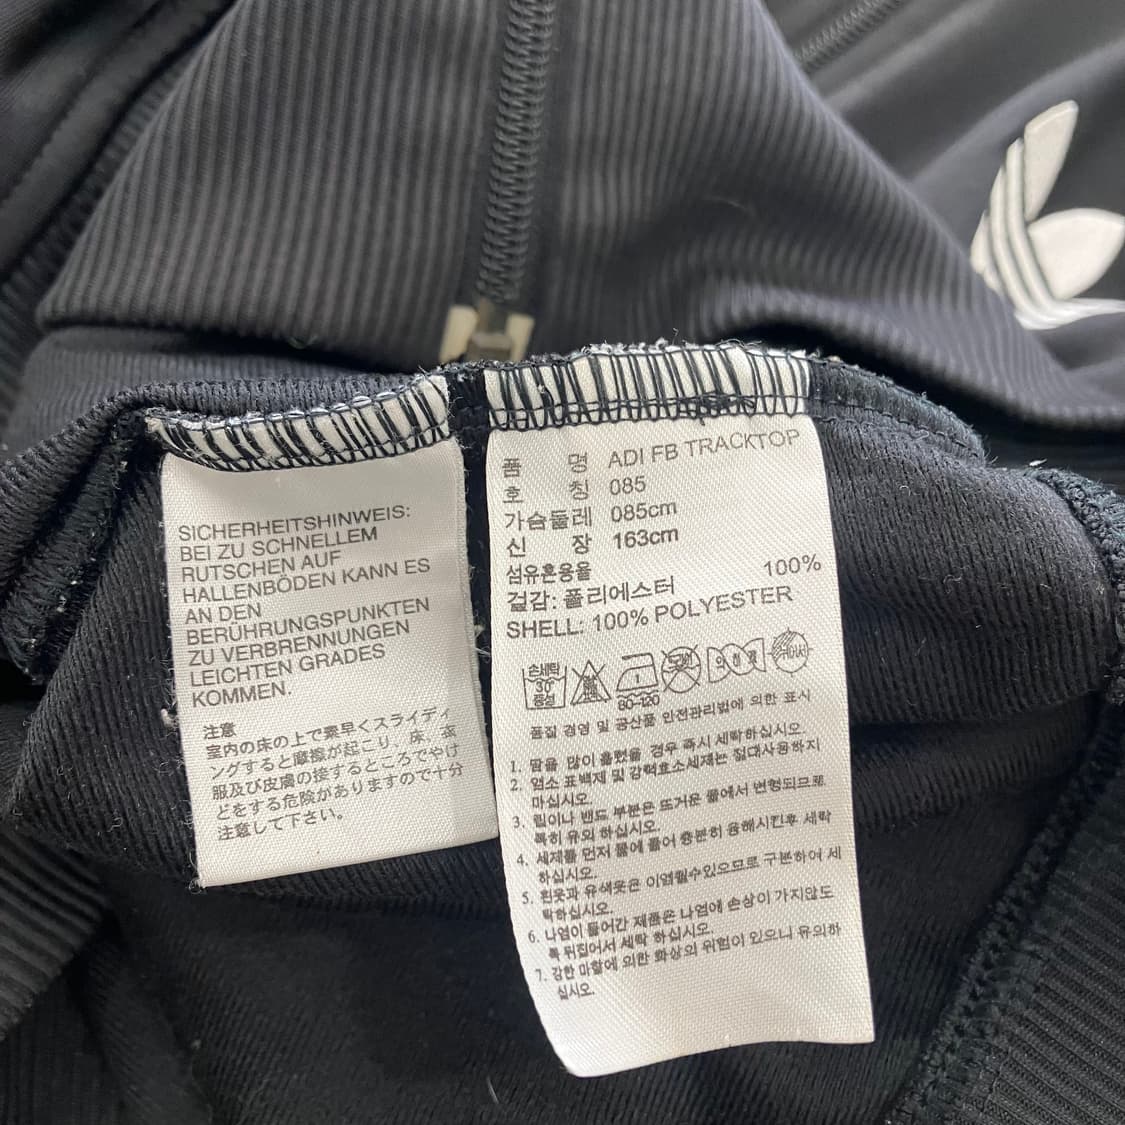 SICHERHEITSHINWEIS:
BEI ZU SCHNELLEM
RUTSCHEN AUF
HALLENBÖDEN KANN ES
AN DEN
BERÜHRUNGSPUNKTEN
ZU VERBRENNUNGEN
LEICHTEN GRADES
KOMMEN.
注意
室内の床の上で素早くスライディ
ングすると摩擦が起こり、床、衣
服及び皮膚の接するところでやけ
どをする危険がありますので十分
注意して下さい。
품 명 ADI FB TRACKTOP
호 칭 085
가슴둘레 085cm
신 장 163cm
섬유혼용율
겉감: 폴리에스터 100%
SHELL: 100% POLYESTER
손세탁
30°
중성
80-120
품질 경영 및 공산품 안전관리법에 의한 표시
1. 땀을 많이 흘렸을 경우 즉시 세탁하십시오.
2. 염소 표백제 및 강력효소세제는 절대사용하지
마십시오.
3. 립이나 밴드 부분은 뜨거운 물에서 변형되므로
특히 유의 하십시오.
4. 세제를 먼저 물에 풀어 충분히 용해시킨후 세탁
하십시오.
5. 흰옷과 유색옷은 이염될수있으므로 구분하여 세
탁하십시오.
6. 나염이 들어간 제품은 나염에 손상이 가지않도
록 뒤집어서 세탁 하십시오.
7. 강한 마찰에 의한 화상의 위험이 있으니 유의하
십시오.